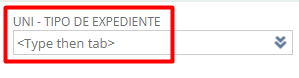 UNI - TIPO DE EXPEDIENTE
<Type then tab>